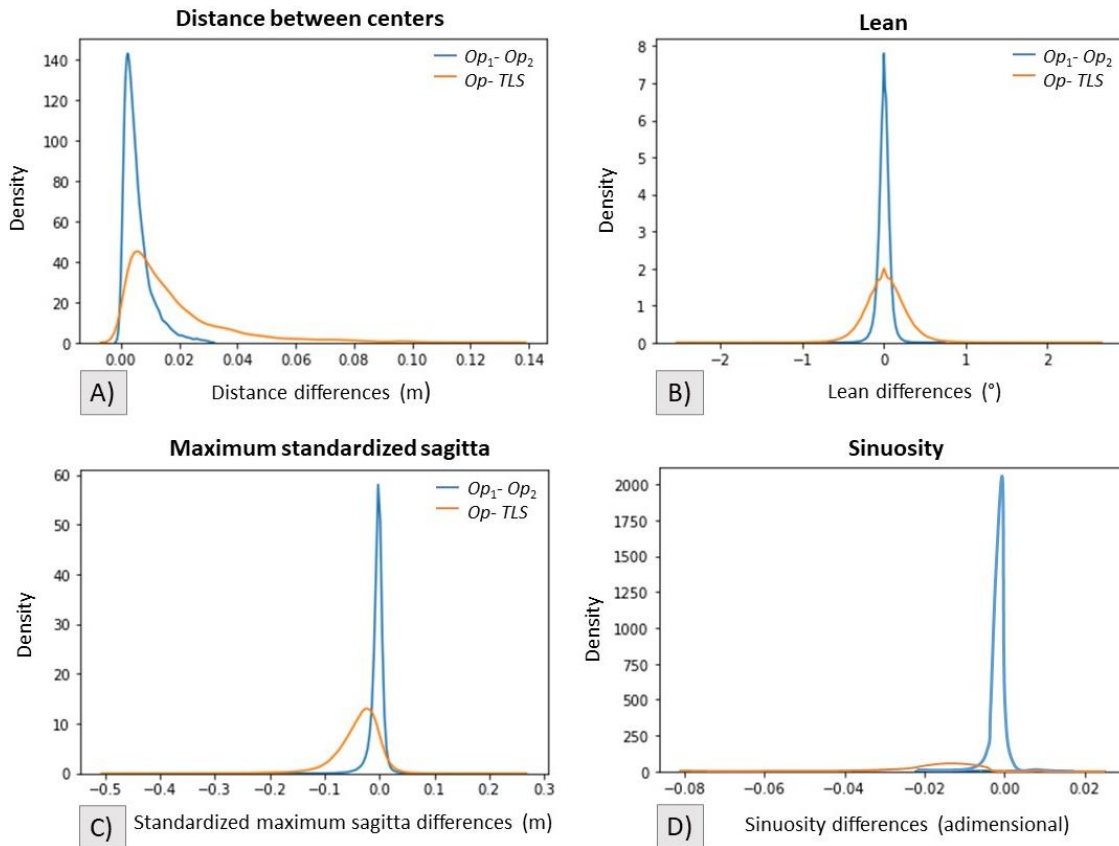 Distance between centers
140
120
100
80
60
40
20
0
Density
Op₁- Op₂
Op- TLS
0.00 0.02 0.04 0.06 0.08 0.10 0.12 0.14
A)
Distance differences (m)
Lean
8
7
6
5
4
3
2
1
0
Density
Op₁- Op₂
Op- TLS
−2 −1 0 1 2
B)
Lean differences (°)
Maximum standardized sagitta
60
50
40
30
20
10
0
Density
Op₁- Op₂
Op- TLS
−0.5 −0.4 −0.3 −0.2 −0.1 0.0 0.1 0.2 0.3
C)
Standardized maximum sagitta differences (m)
Sinuosity
2000
1750
1500
1250
1000
750
500
250
0
Density
−0.08 −0.06 −0.04 −0.02 0.00 0.02
D)
Sinuosity differences (adimensional)